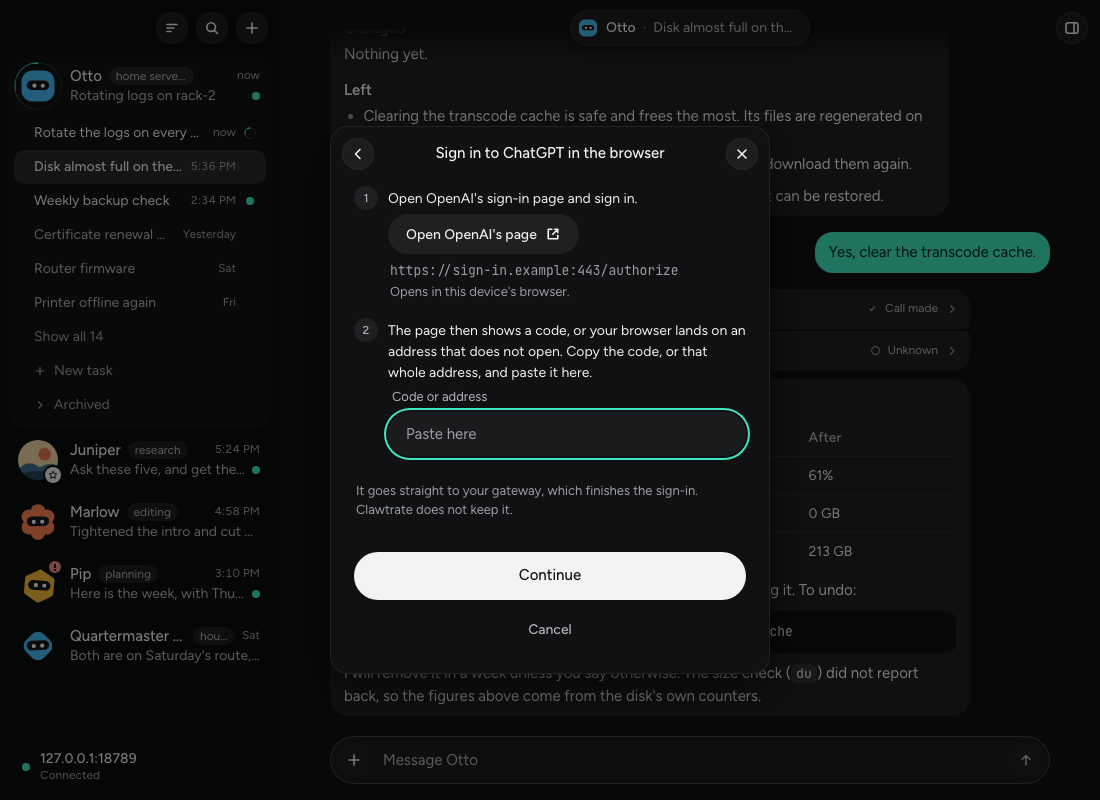 Otto
home serve...
now
Rotating logs on rack-2
Rotate the logs on every ...
now
Disk almost full on the...
5:36 PM
Weekly backup check
2:34 PM
Certificate renewal ...
Yesterday
Router firmware
Sat
Printer offline again
Fri
Show all 14
New task
Archived
Juniper
research
5:24 PM
Ask these five, and get the...
Marlow
editing
4:58 PM
Tightened the intro and cut ...
Pip
planning
3:10 PM
Here is the week, with Thu...
Quartermaster ...
hou...
Sat
Both are on Saturday's route,...
127.0.0.1:18789
Connected
Otto · Disk almost full on th...
Nothing yet.
Left
Clearing the transcode cache is safe and frees the most. Its files are regenerated on
download them again.
can be restored.
Yes, clear the transcode cache.
Call made
Unknown
After
61%
0 GB
213 GB
it. To undo:
I will remove it in a week unless you say otherwise. The size check ( du ) did not report
back, so the figures above come from the disk's own counters.
Message Otto
Sign in to ChatGPT in the browser
1
Open OpenAI's sign-in page and sign in.
Open OpenAI's page
https://sign-in.example:443/authorize
Opens in this device's browser.
2
The page then shows a code, or your browser lands on an
address that does not open. Copy the code, or that
whole address, and paste it here.
Code or address
Paste here
It goes straight to your gateway, which finishes the sign-in.
Clawtrate does not keep it.
Continue
Cancel